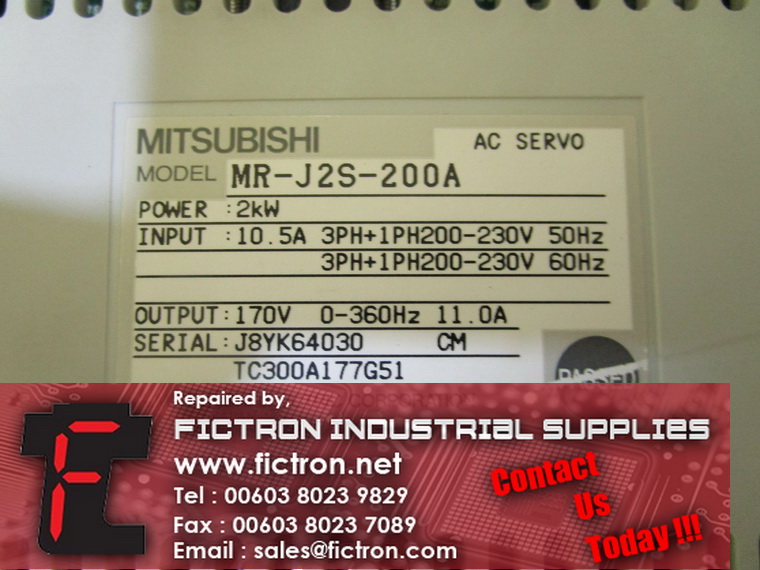 MITSUBISHI
AC SERVO
MODEL MR-J2S-200A
POWER :2kW
INPUT :10.5A 3PH+1PH200-230V 50Hz
3PH+1PH200-230V 60Hz
OUTPUT:170V 0-360Hz 11.0A
SERIAL:J8YK64030 CM
TC300A177G51
CORPORATION
Repaired by,
FICTRON INDUSTRIAL SUPPLIES
www.fictron.net
Tel : 00603 8023 9829
Fax : 00603 8023 7089
Email : sales@fictron.com
Contact
Us
Today !!!